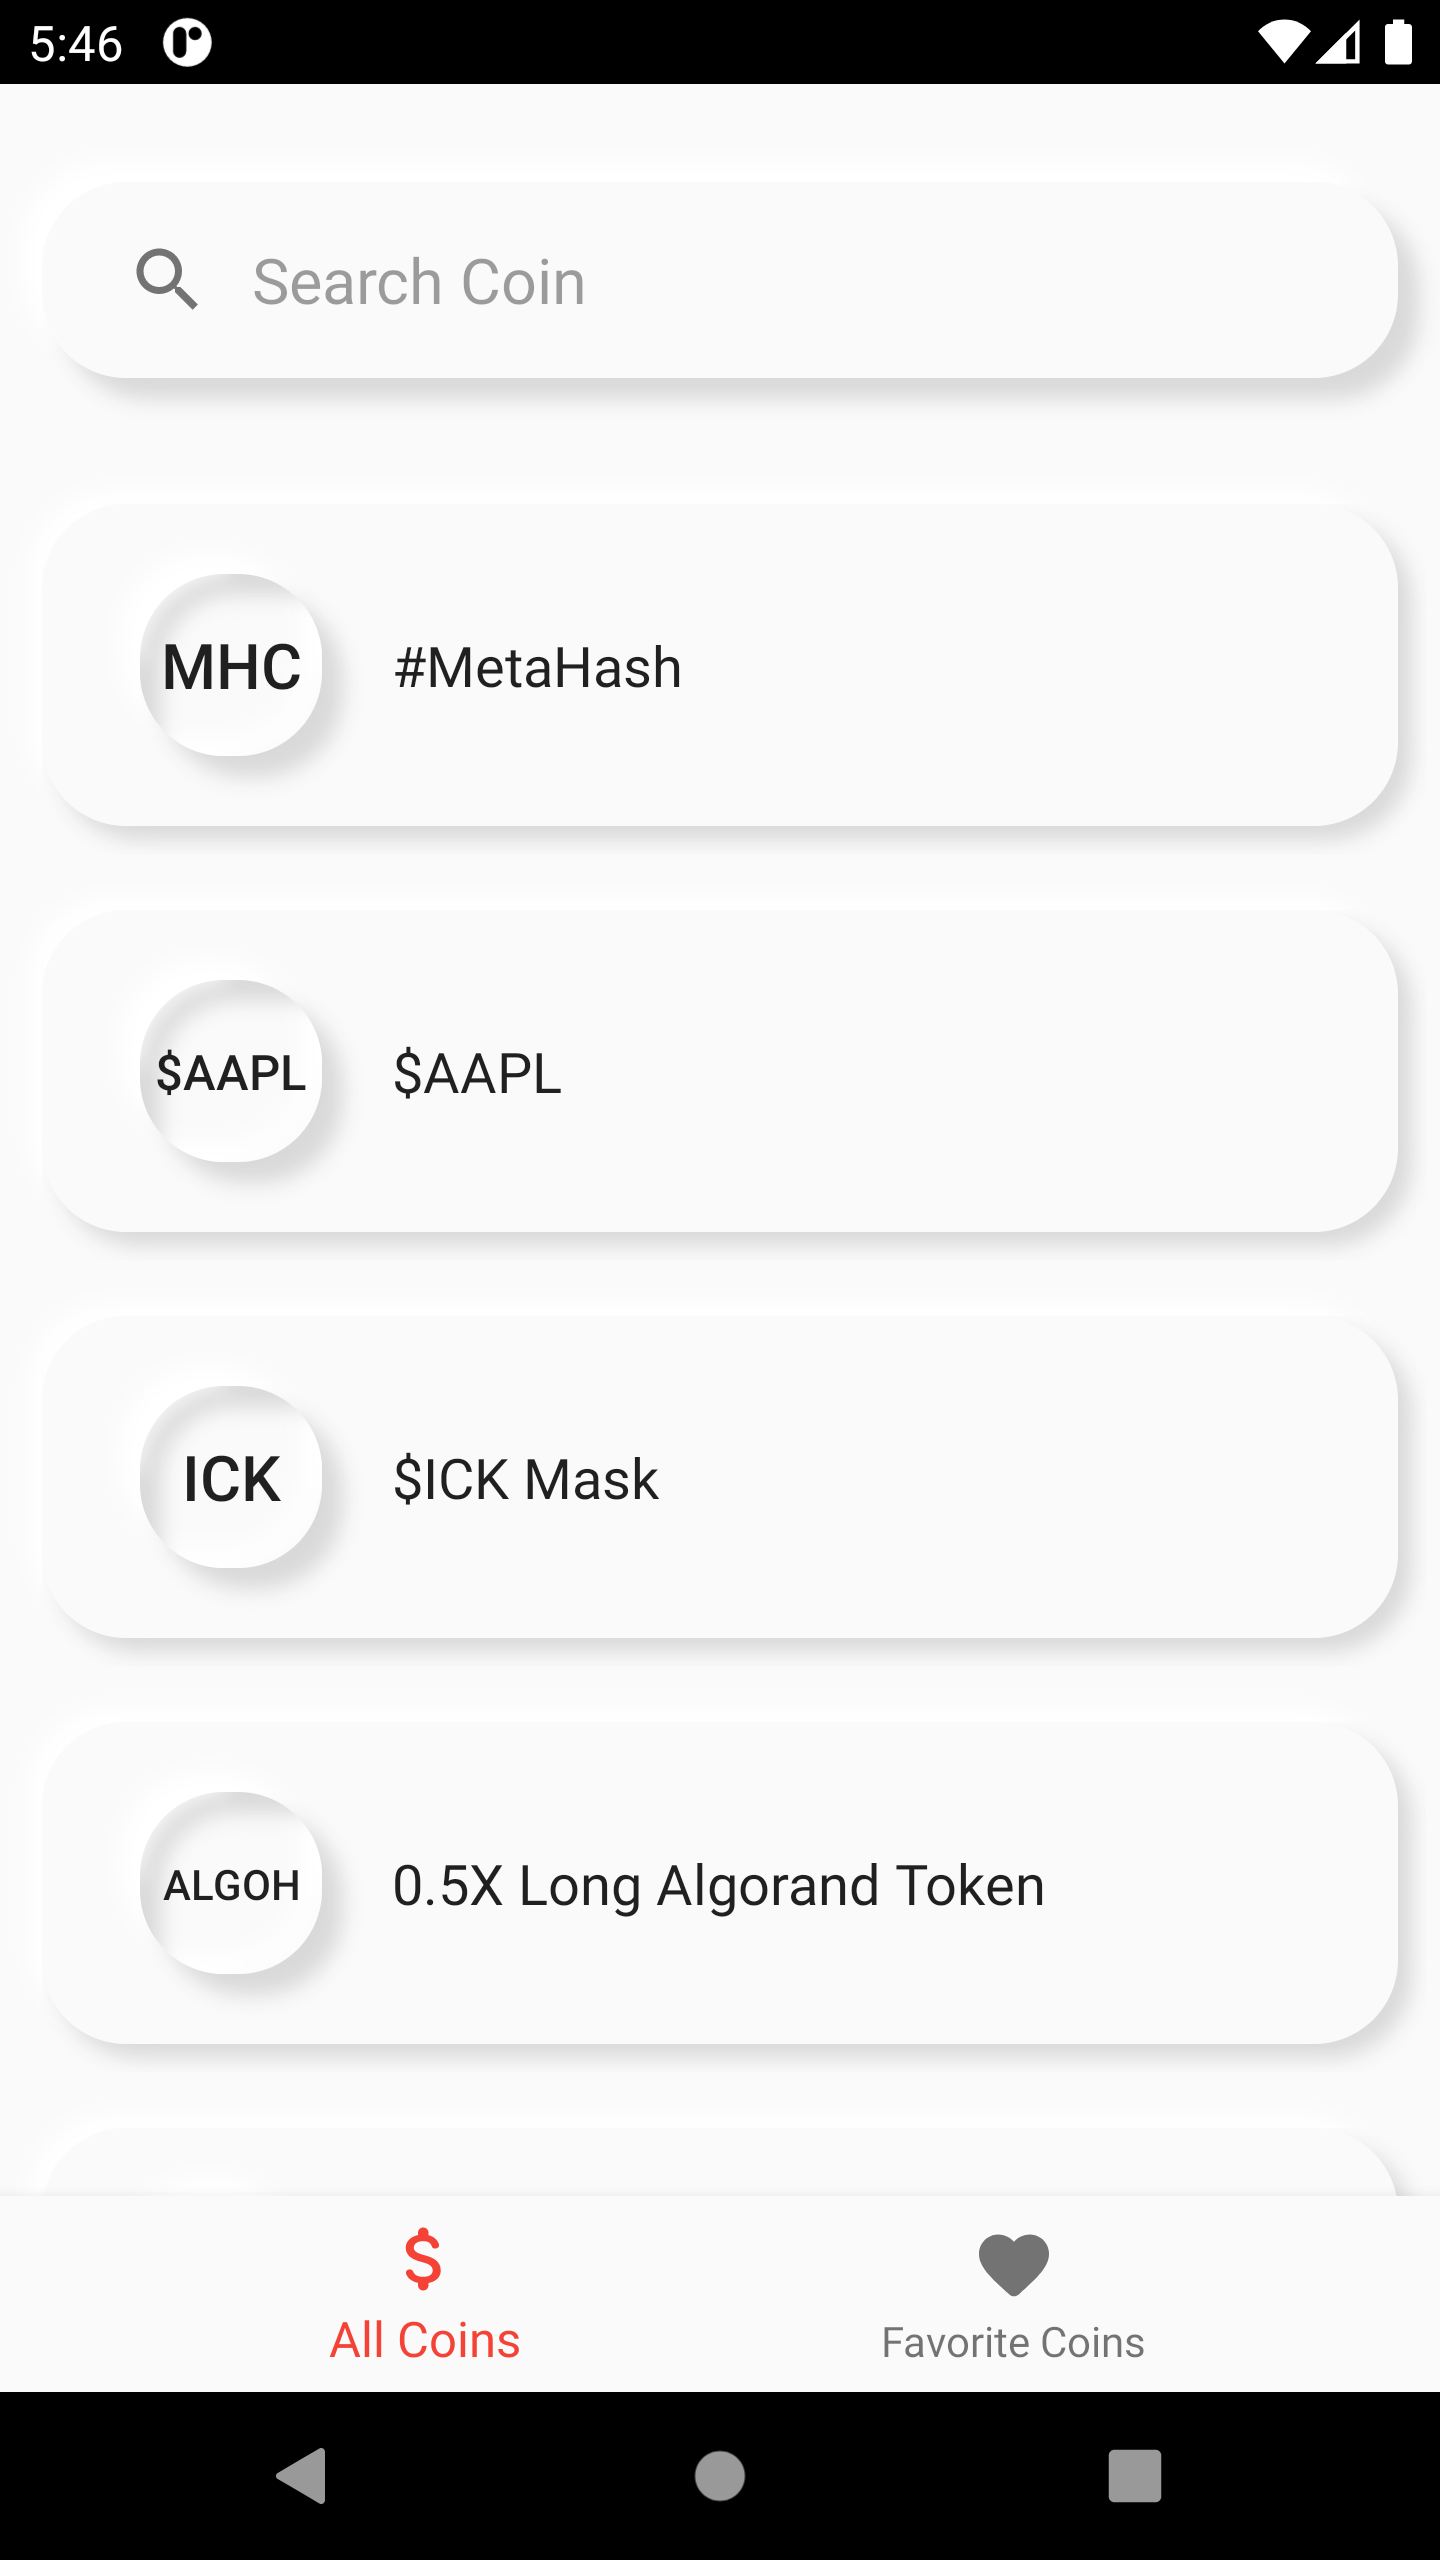 5:46
Search Coin
MHC
#MetaHash
$AAPL
$AAPL
ICK
$ICK Mask
ALGOH
0.5X Long Algorand Token
All Coins
Favorite Coins